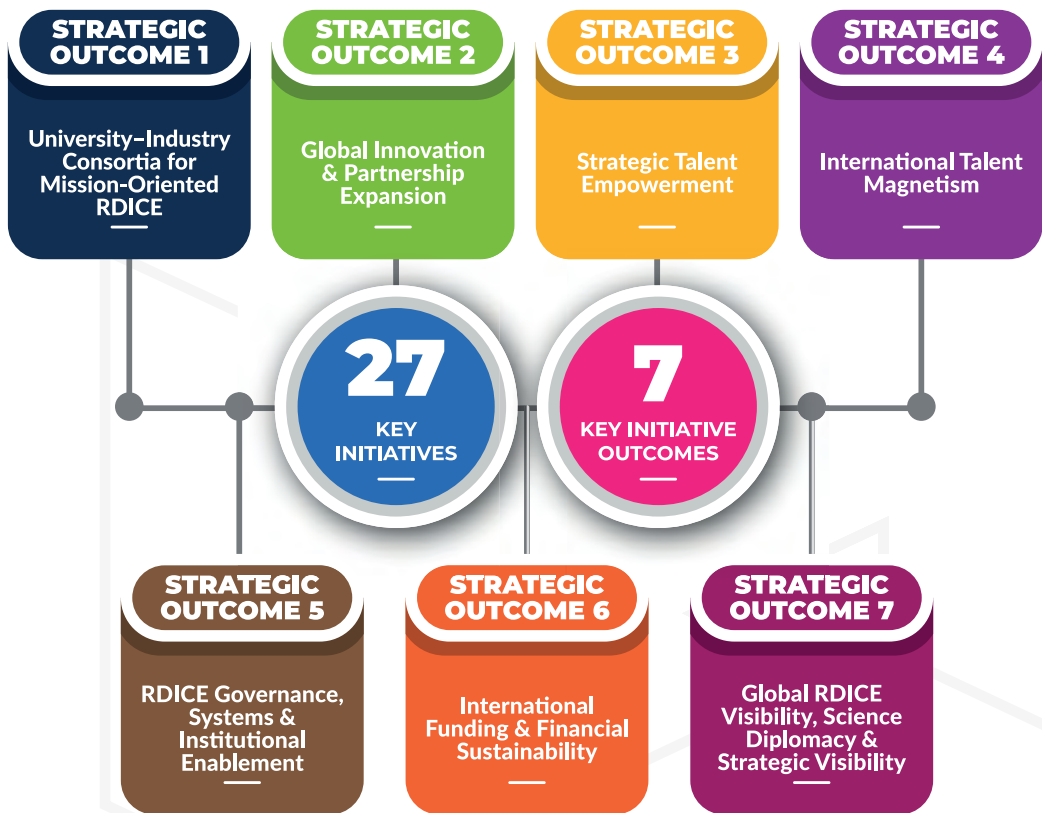 STRATEGIC
OUTCOME 1
University–Industry
Consortia for
Mission-Oriented
RDICE
STRATEGIC
OUTCOME 2
Global Innovation
& Partnership
Expansion
STRATEGIC
OUTCOME 3
Strategic Talent
Empowerment
STRATEGIC
OUTCOME 4
International Talent
Magnetism
27
KEY
INITIATIVES
7
KEY INITIATIVE
OUTCOMES
STRATEGIC
OUTCOME 5
RDICE Governance,
Systems &
Institutional
Enablement
STRATEGIC
OUTCOME 6
International
Funding & Financial
Sustainability
STRATEGIC
OUTCOME 7
Global RDICE
Visibility, Science
Diplomacy &
Strategic Visibility